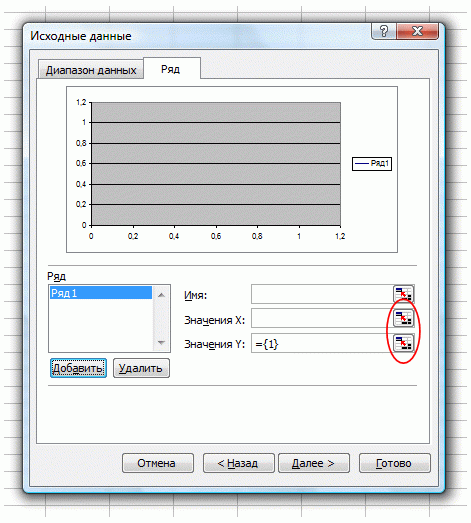 Исходные данные
Диапазон данных Ряд
1,2
1
0,8
0,6
0,4
0,2
0
0 0,2 0,4 0,6 0,8 1 1,2
Ряд1
Ряд
Ряд1
Имя:
Значения X:
Значения Y: ={1}
Добавить Удалить
Отмена < Назад Далее > Готово